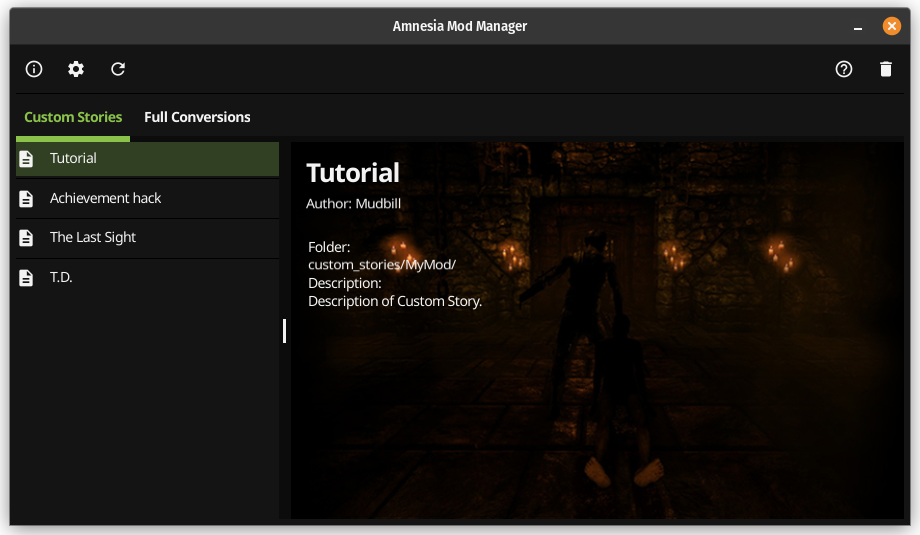 Amnesia Mod Manager
Custom Stories
Full Conversions
Tutorial
Achievement hack
The Last Sight
T.D.
Tutorial
Author: Mudbill
Folder:
custom_stories/MyMod/
Description:
Description of Custom Story.